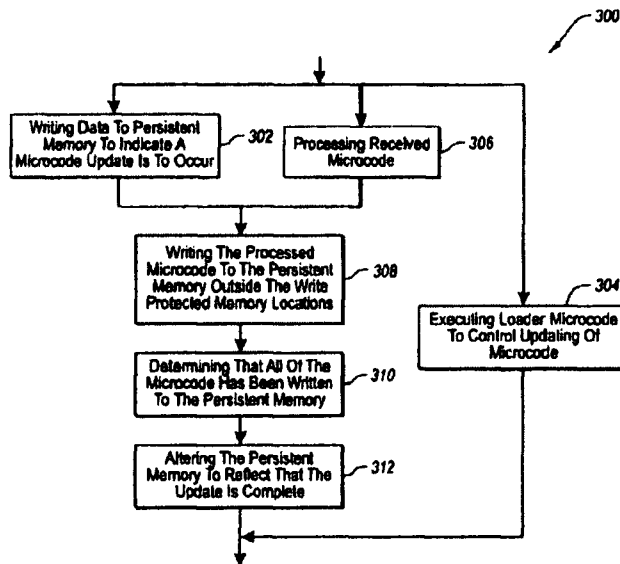 300
Writing Data To Persistent
Memory To Indicate A
Microcode Update Is To Occur
302
Processing Received
Microcode
306
Writing The Processed
Microcode To The Persistent
Memory Outside The Write
Protected Memory Locations
308
304
Executing Loader Microcode
To Control Updating Of
Microcode
Determining That All Of The
Microcode Has Been Written
To The Persistent Memory
310
Altering The Persistent
Memory To Reflect That The
Update Is Complete
312